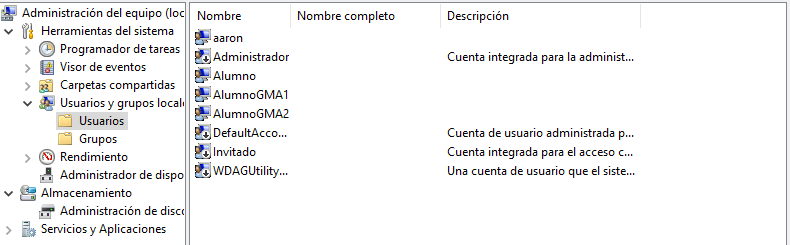 Administración del equipo (loc
Herramientas del sistema
Programador de tareas
Visor de eventos
Carpetas compartidas
Usuarios y grupos locale
Usuarios
Grupos
Rendimiento
Administrador de dispo
Almacenamiento
Administración de disco
Servicios y Aplicaciones
Nombre Nombre completo Descripción
aaron
Administrador Cuenta integrada para la administ...
Alumno
AlumnoGMA1
AlumnoGMA2
DefaultAcco... Cuenta de usuario administrada p...
Invitado Cuenta integrada para el acceso c...
WDAGUtility... Una cuenta de usuario que el siste...